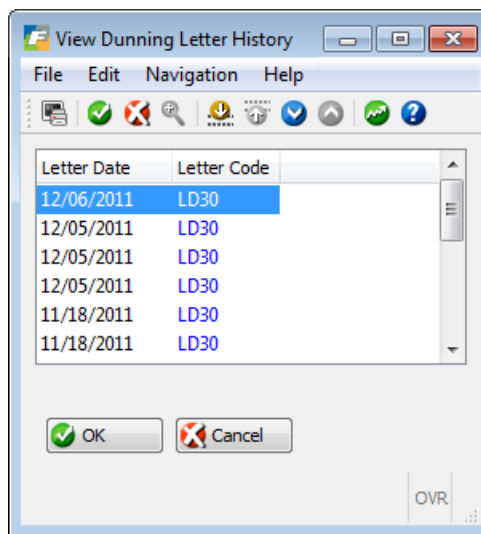 View Dunning Letter History
File Edit Navigation Help
Letter Date Letter Code
12/06/2011 LD30
12/05/2011 LD30
12/05/2011 LD30
12/05/2011 LD30
11/18/2011 LD30
11/18/2011 LD30
OK Cancel
OVR